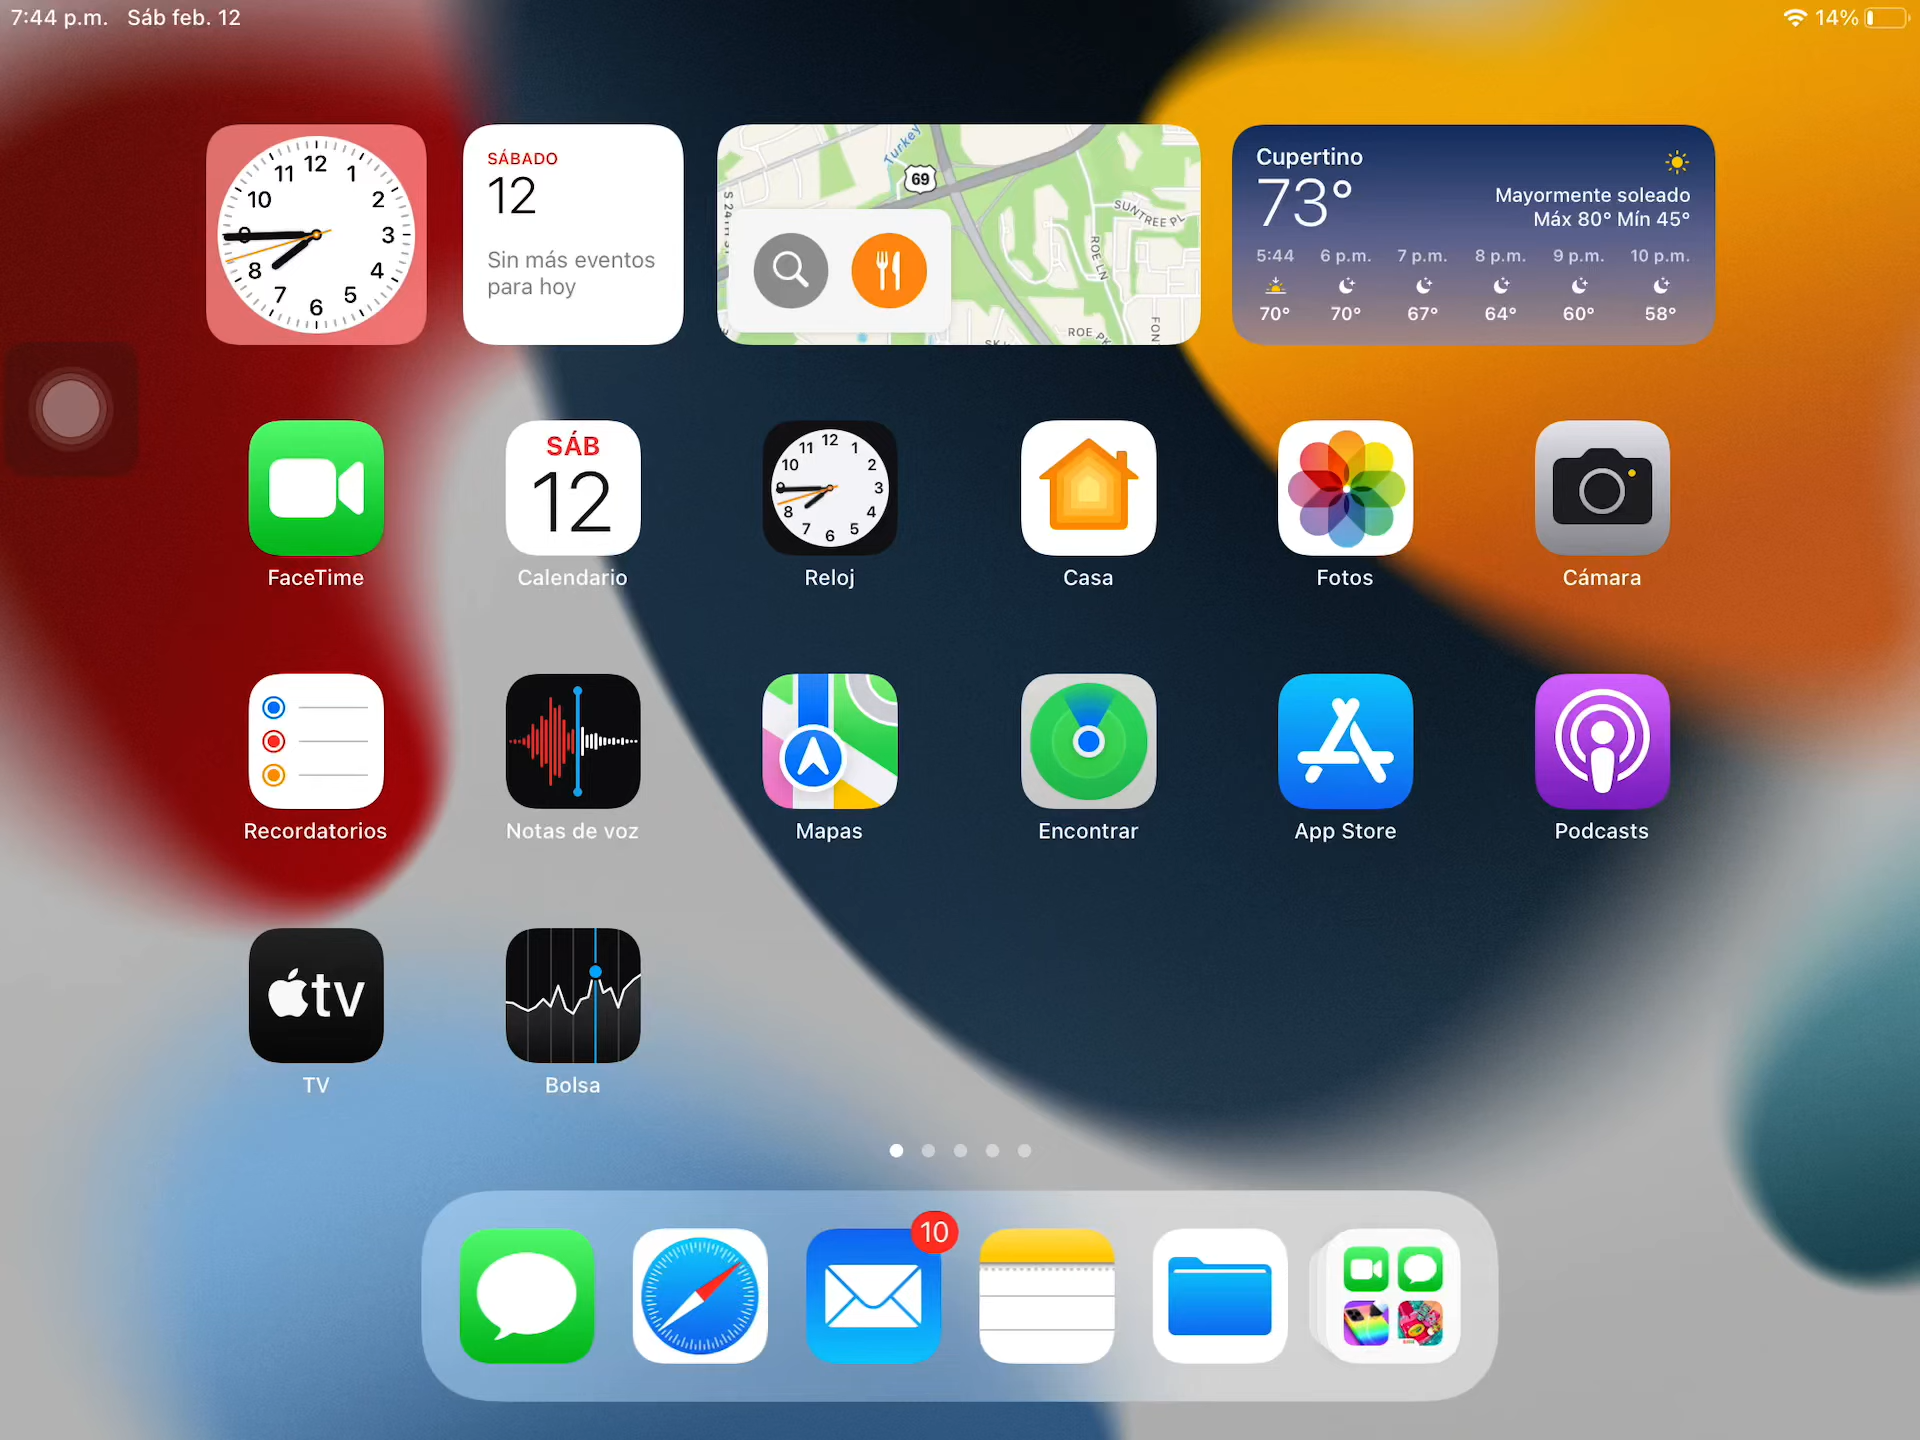 7:44 p.m. Sáb feb. 12
14%
12
11 1
10 2
9 3
8 4
7 5
6
SÁBADO
12
Sin más eventos
para hoy
Turkey
69
SUNTREE PL
ROE LN
ROE PK
FON
Cupertino
73°
Mayormente soleado
Máx 80° Mín 45°
5:44 6 p.m. 7 p.m. 8 p.m. 9 p.m. 10 p.m.
70° 70° 67° 64° 60° 58°
SÁB
12
12
11 1
10 2
9 3
8 4
7 5
6
FaceTime
Calendario
Reloj
Casa
Fotos
Cámara
Recordatorios
Notas de voz
Mapas
Encontrar
App Store
Podcasts
tv
TV
Bolsa
10